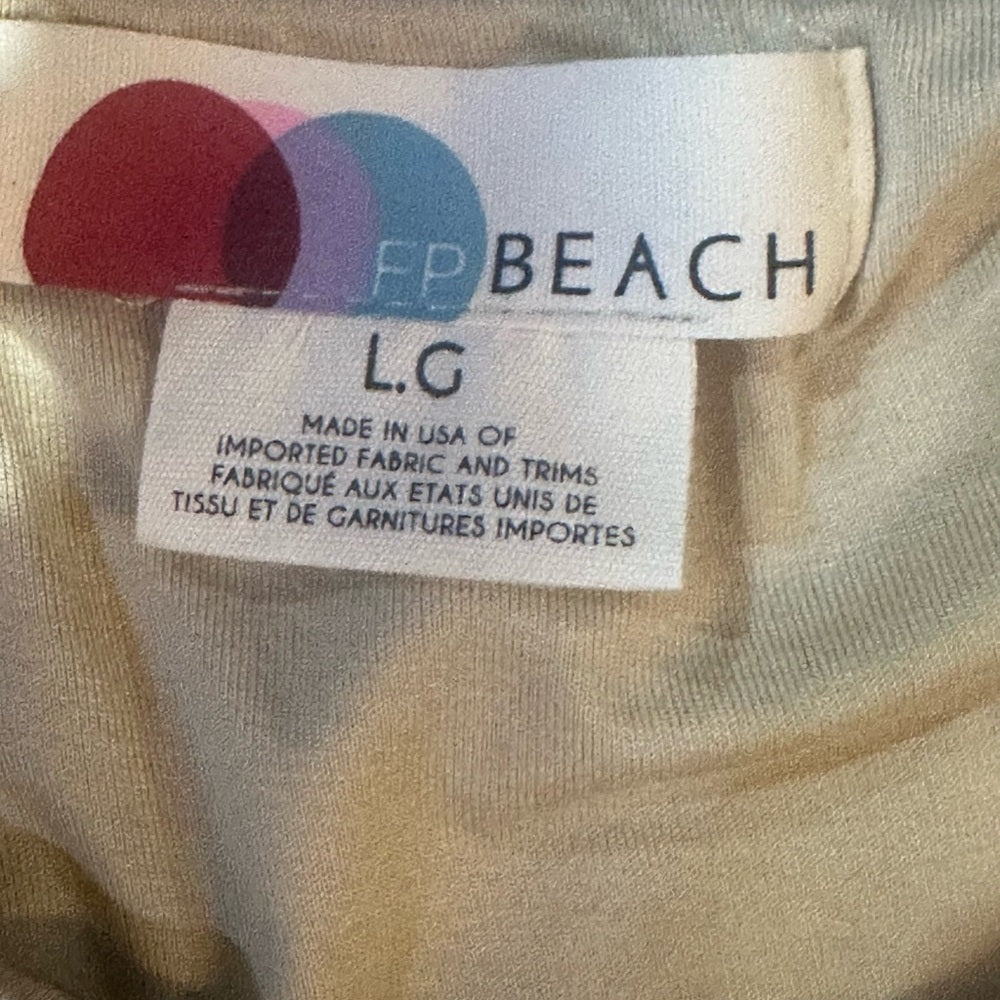 FP BEACH
L.G
MADE IN USA OF
IMPORTED FABRIC AND TRIMS
FABRIQUÉ AUX ETATS UNIS DE
TISSU ET DE GARNITURES IMPORTES